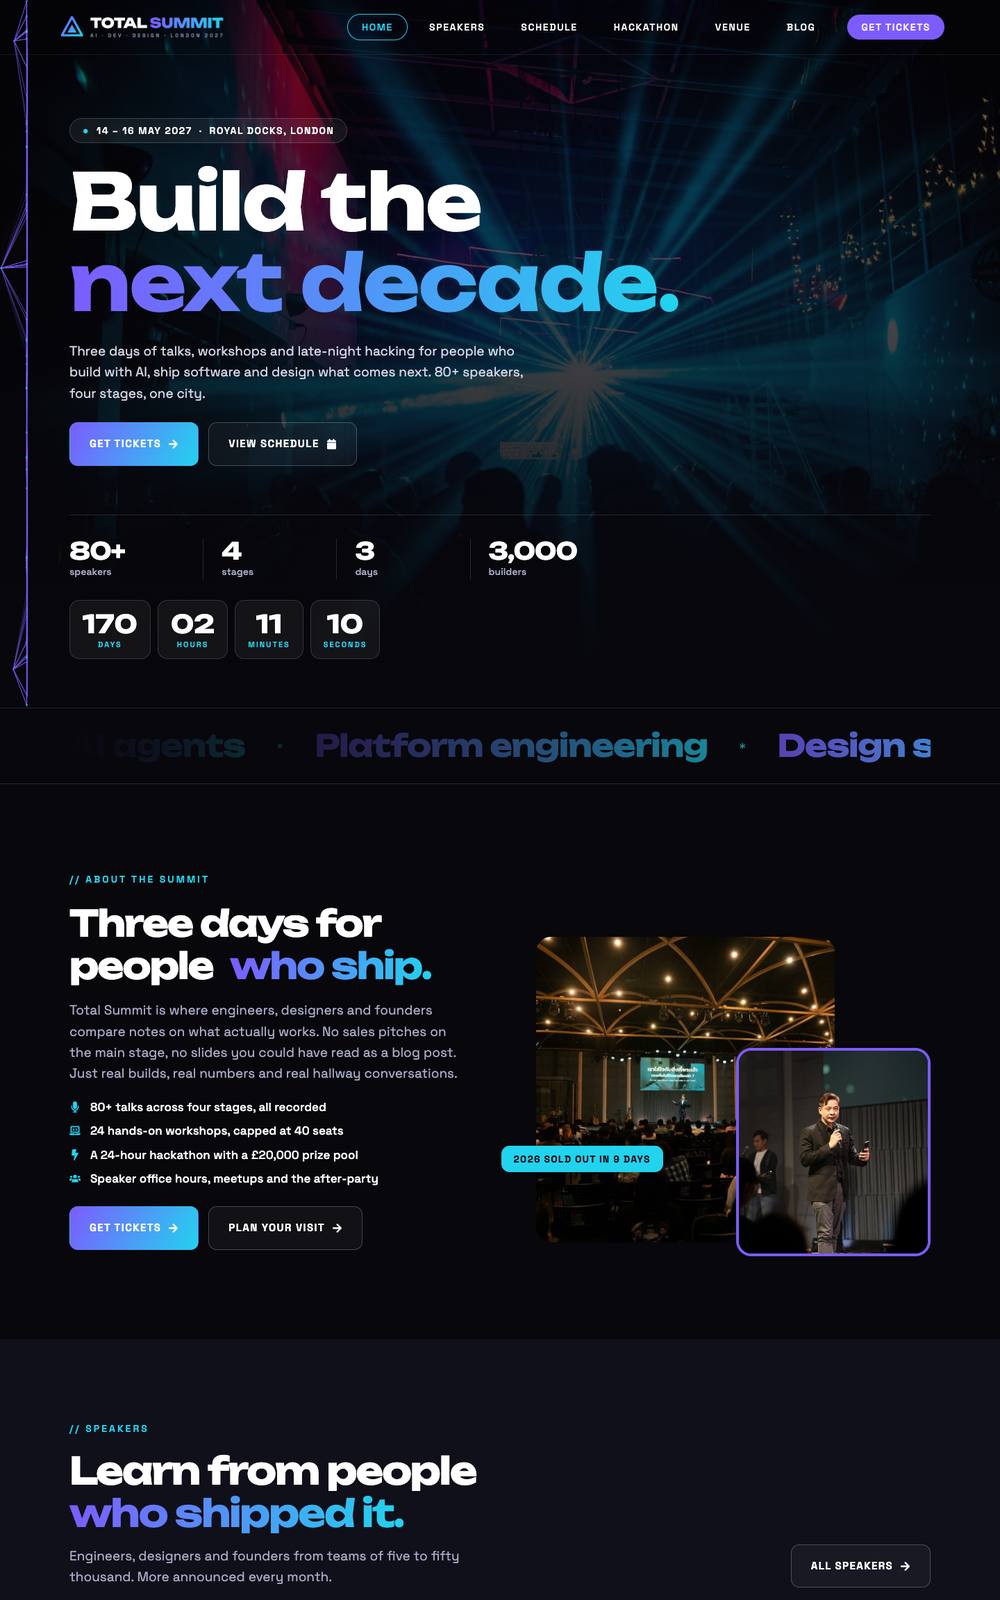 TOTAL SUMMIT
AI · DEV · DESIGN · LONDON 2027
HOME
SPEAKERS
SCHEDULE
HACKATHON
VENUE
BLOG
GET TICKETS
14 – 16 MAY 2027 · ROYAL DOCKS, LONDON
Build the
next decade.
Three days of talks, workshops and late-night hacking for people who
build with AI, ship software and design what comes next. 80+ speakers,
four stages, one city.
GET TICKETS →
VIEW SCHEDULE
80+
speakers
4
stages
3
days
3,000
builders
170
DAYS
02
HOURS
11
MINUTES
10
SECONDS
AI agents * Platform engineering * Design s
// ABOUT THE SUMMIT
Three days for
people who ship.
Total Summit is where engineers, designers and founders
compare notes on what actually works. No sales pitches on
the main stage, no slides you could have read as a blog post.
Just real builds, real numbers and real hallway conversations.
80+ talks across four stages, all recorded
24 hands-on workshops, capped at 40 seats
A 24-hour hackathon with a £20,000 prize pool
Speaker office hours, meetups and the after-party
GET TICKETS →
PLAN YOUR VISIT →
2026 SOLD OUT IN 9 DAYS
// SPEAKERS
Learn from people
who shipped it.
Engineers, designers and founders from teams of five to fifty
thousand. More announced every month.
ALL SPEAKERS →